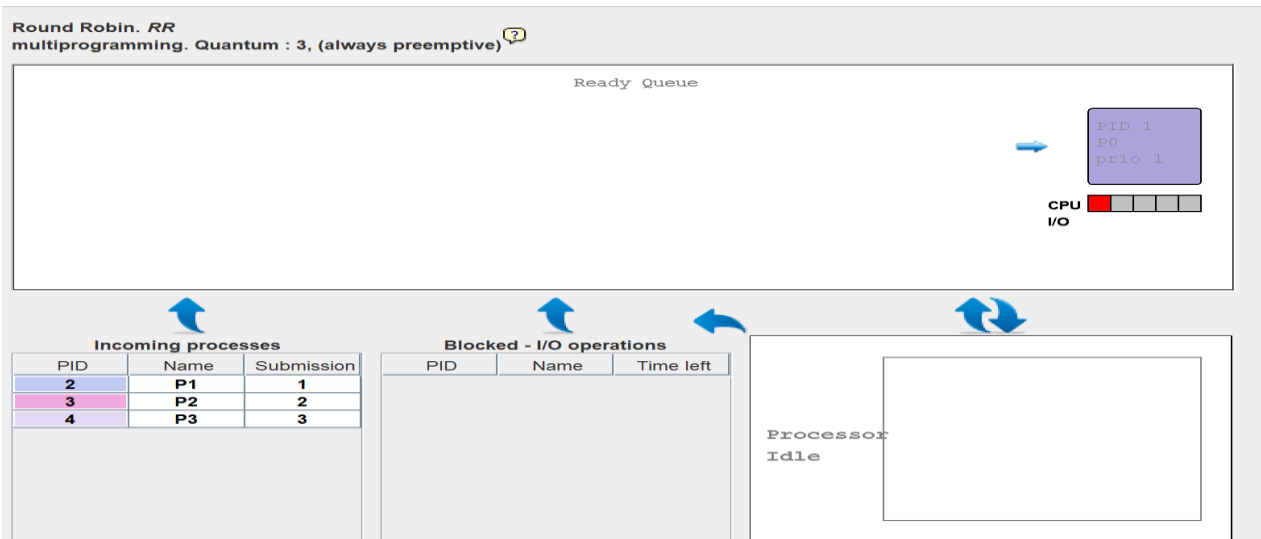 Round Robin. RR
multiprogramming. Quantum : 3, (always preemptive)
?
Ready Queue
PID 1
P0
prio 1
CPU
I/O
Incoming processes
PID Name Submission
2 P1 1
3 P2 2
4 P3 3
Blocked - I/O operations
PID Name Time left
Processor
Idle